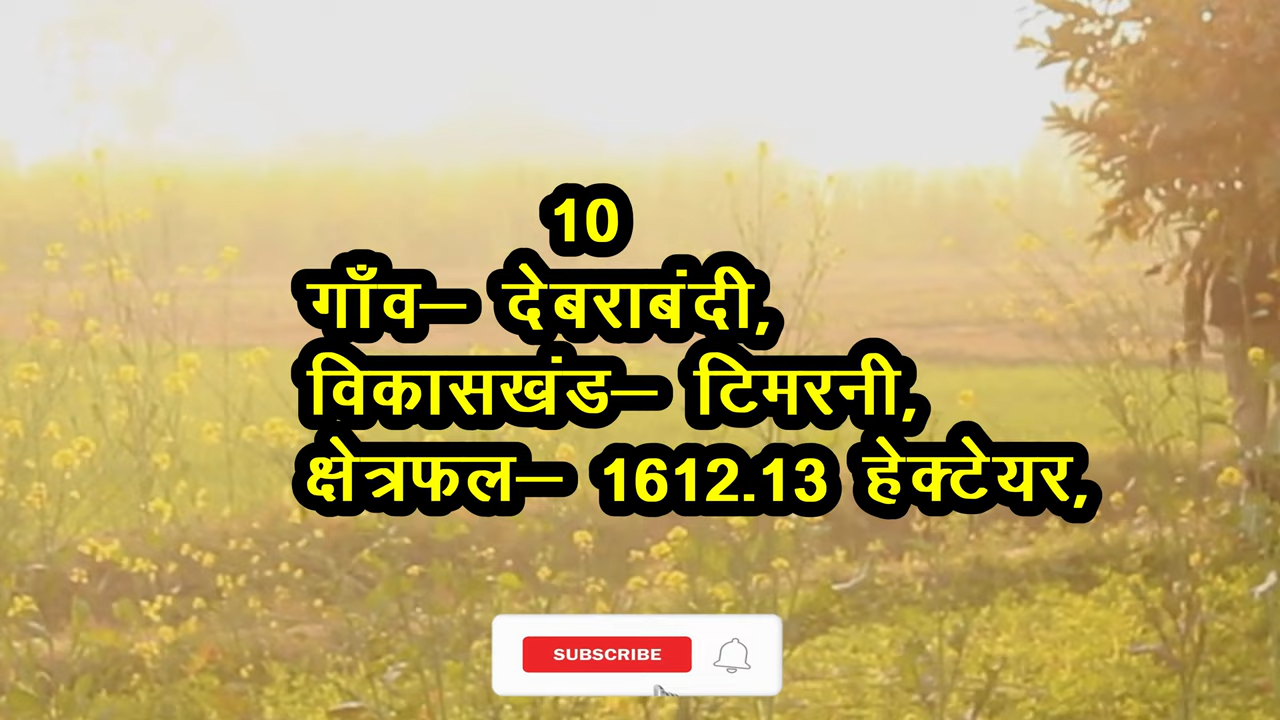 10
गाँव– देबराबंदी,
विकासखंड– टिमरनी,
क्षेत्रफल– 1612.13 हेक्टेयर,
SUBSCRIBE